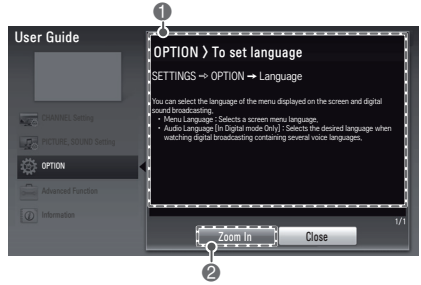 1
User Guide
OPTION > To set language
SETTINGS ⇨ OPTION ➙ Language
You can select the language of the menu displayed on the screen and digital
sound broadcasting.
• Menu Language : Selects a screen menu language.
• Audio Language [In Digital mode Only] : Selects the desired language when
watching digital broadcasting containing several voice languages.
CHANNEL Setting
PICTURE, SOUND Setting
OPTION
Advanced Function
Information
1/1
Zoom In
Close
2